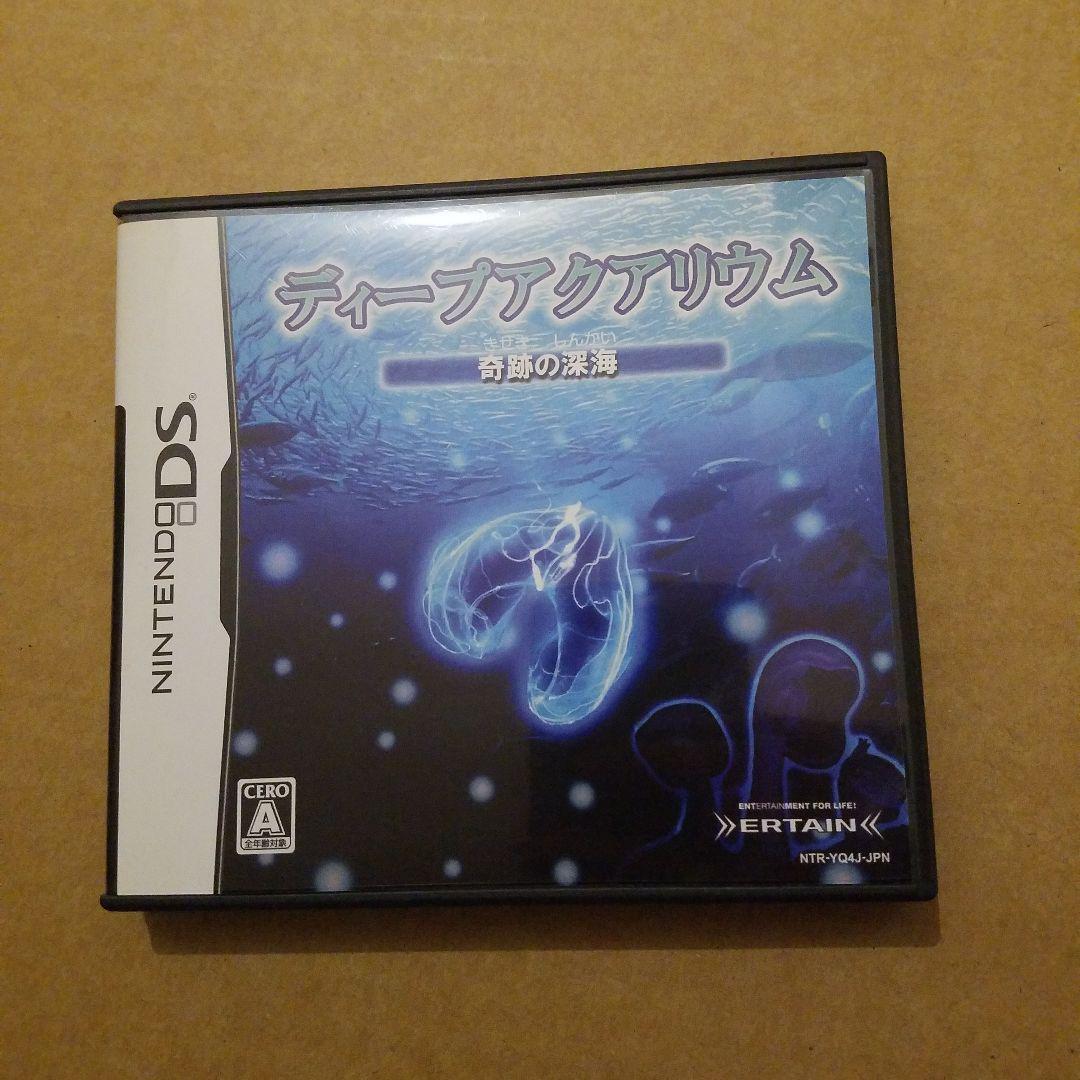 ディープアクアリウム
きせき しんかい
奇跡の深海
NINTENDO DS®
CERO
A
全年齢対象
ENTERTAINMENT FOR LIFE!
ERTAIN
NTR-YQ4J-JPN